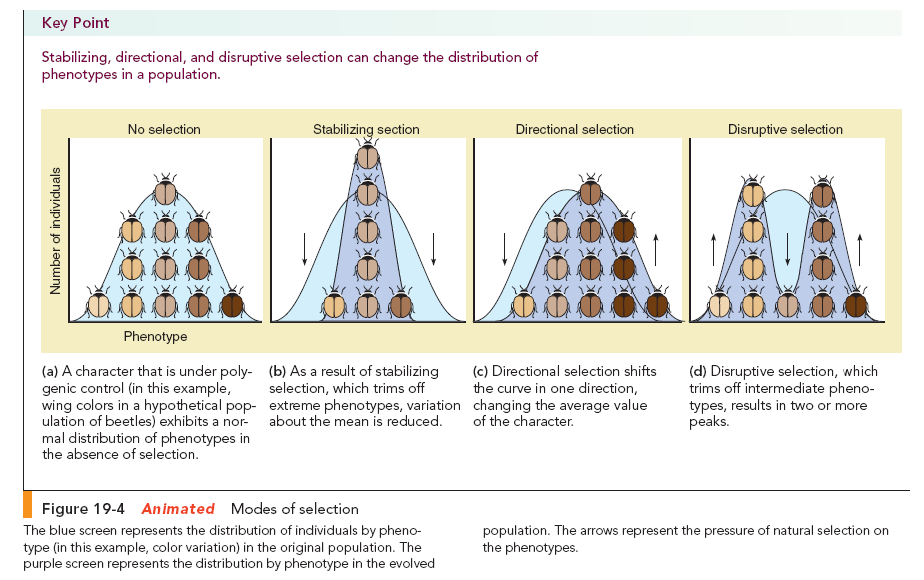 Key Point
Stabilizing, directional, and disruptive selection can change the distribution of
phenotypes in a population.
No selection
Stabilizing section
Directional selection
Disruptive selection
Number of individuals
Phenotype
(a) A character that is under poly-
genic control (in this example,
wing colors in a hypothetical pop-
ulation of beetles) exhibits a nor-
mal distribution of phenotypes in
the absence of selection.
(b) As a result of stabilizing
selection, which trims off
extreme phenotypes, variation
about the mean is reduced.
(c) Directional selection shifts
the curve in one direction,
changing the average value
of the character.
(d) Disruptive selection, which
trims off intermediate pheno-
types, results in two or more
peaks.
Figure 19-4 Animated Modes of selection
The blue screen represents the distribution of individuals by pheno-
type (in this example, color variation) in the original population. The
purple screen represents the distribution by phenotype in the evolved
population. The arrows represent the pressure of natural selection on
the phenotypes.